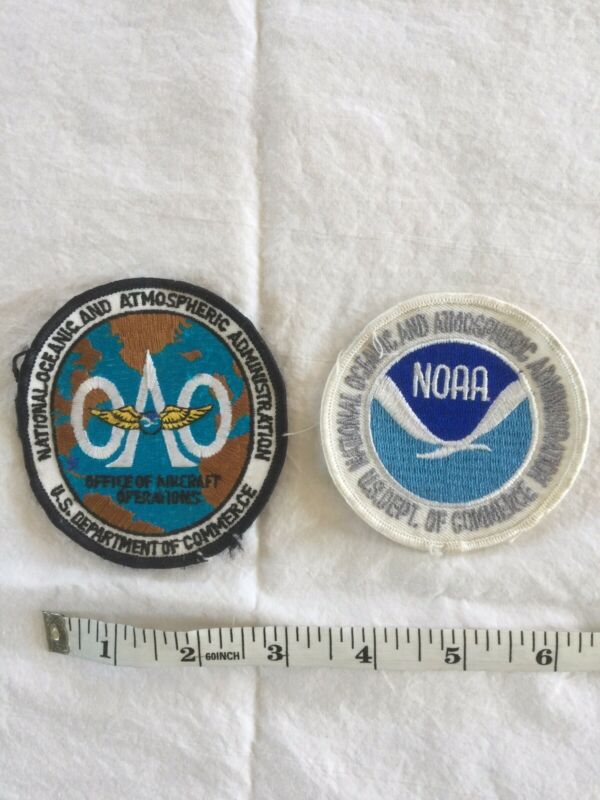 NATIONAL OCEANIC AND ATMOSPHERIC ADMINISTRATION
OAO
OFFICE OF AIRCRAFT
OPERATIONS
U.S. DEPARTMENT OF COMMERCE
NATIONAL OCEANIC AND ATMOSPHERIC ADMINISTRATION
NOAA
U.S. DEPT. OF COMMERCE
1 2 60INCH 3 4 5 6